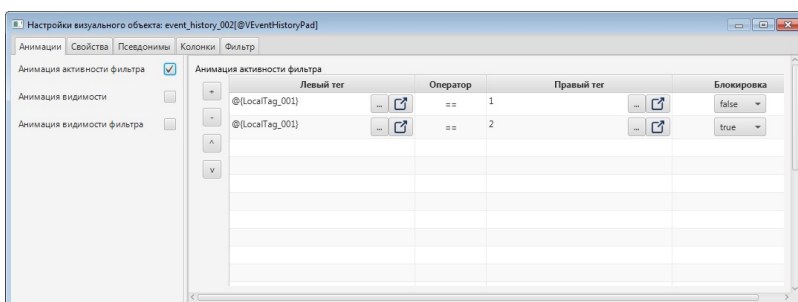 Настройки визуального объекта: event_history_002[@VEventHistoryPad]
Анимации Свойства Псевдонимы Колонки Фильтр
Анимация активности фильтра
Анимация видимости
Анимация видимости фильтра
Анимация активности фильтра
Левый тег Оператор Правый тег Блокировка
+ @{LocalTag_001} ... == 1 ... false
- @{LocalTag_001} ... == 2 ... true
^
v